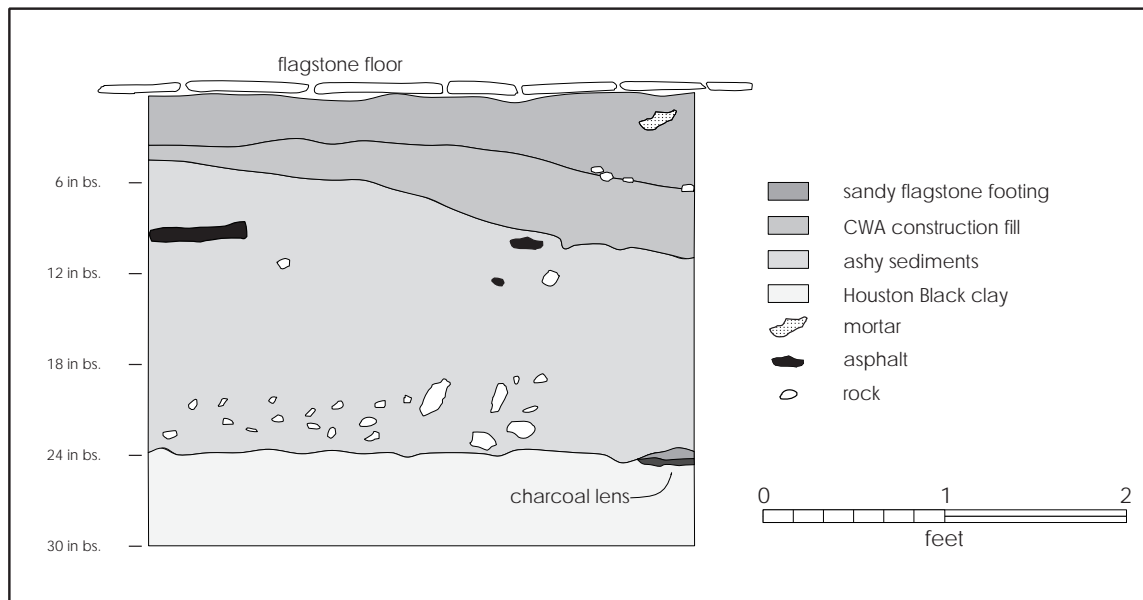 flagstone floor
6 in bs.
12 in bs.
18 in bs.
24 in bs.
30 in bs.
charcoal lens
sandy flagstone footing
CWA construction fill
ashy sediments
Houston Black clay
mortar
asphalt
rock
0 1 2
feet